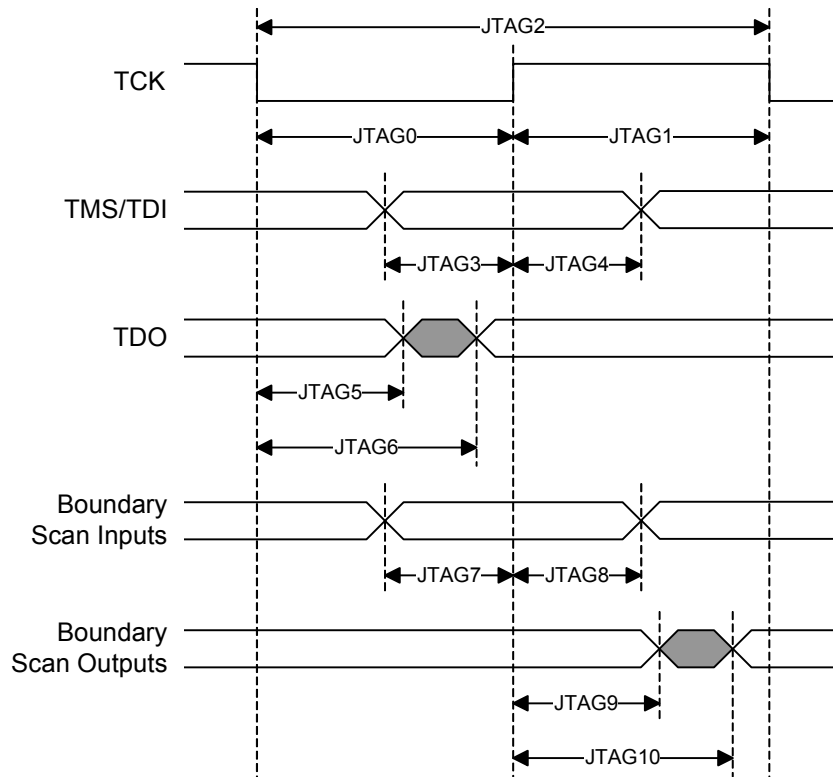 JTAG2
TCK
JTAG0
JTAG1
TMS/TDI
JTAG3
JTAG4
TDO
JTAG5
JTAG6
Boundary
Scan Inputs
JTAG7
JTAG8
Boundary
Scan Outputs
JTAG9
JTAG10